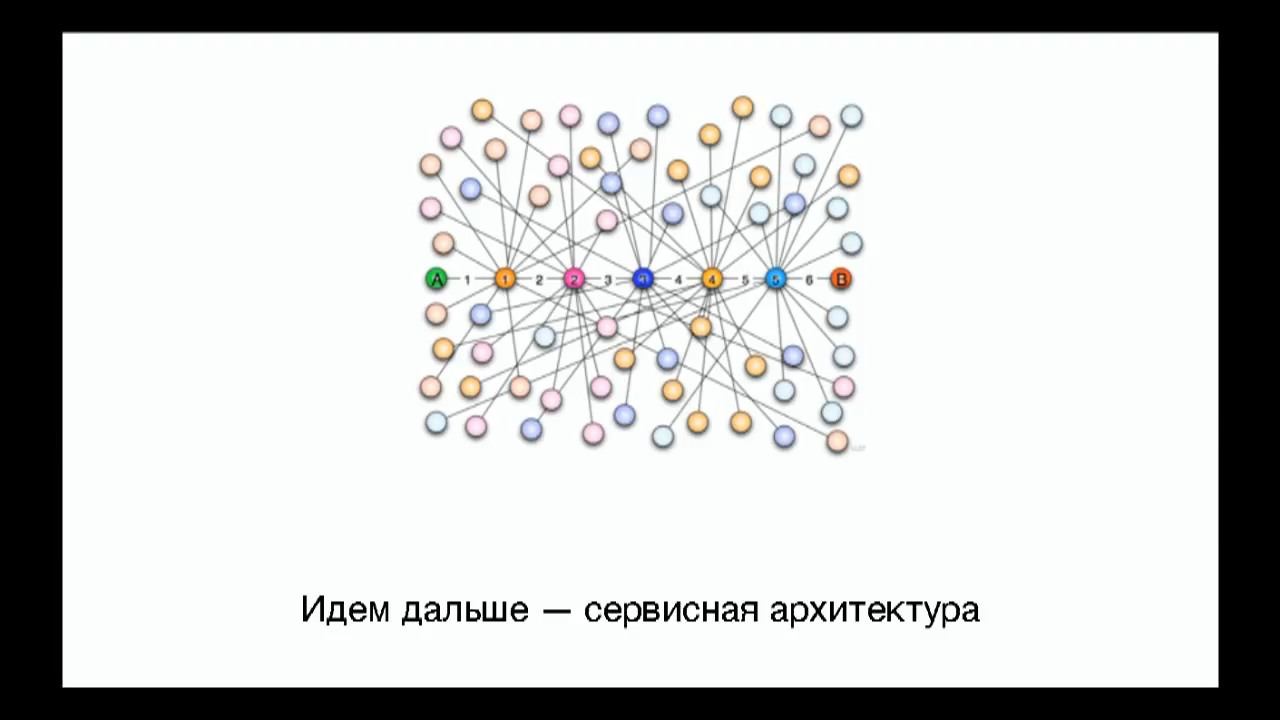 A 1 1 2 2 3 3 4 4 5 5 6 B
Идем дальше — сервисная архитектура